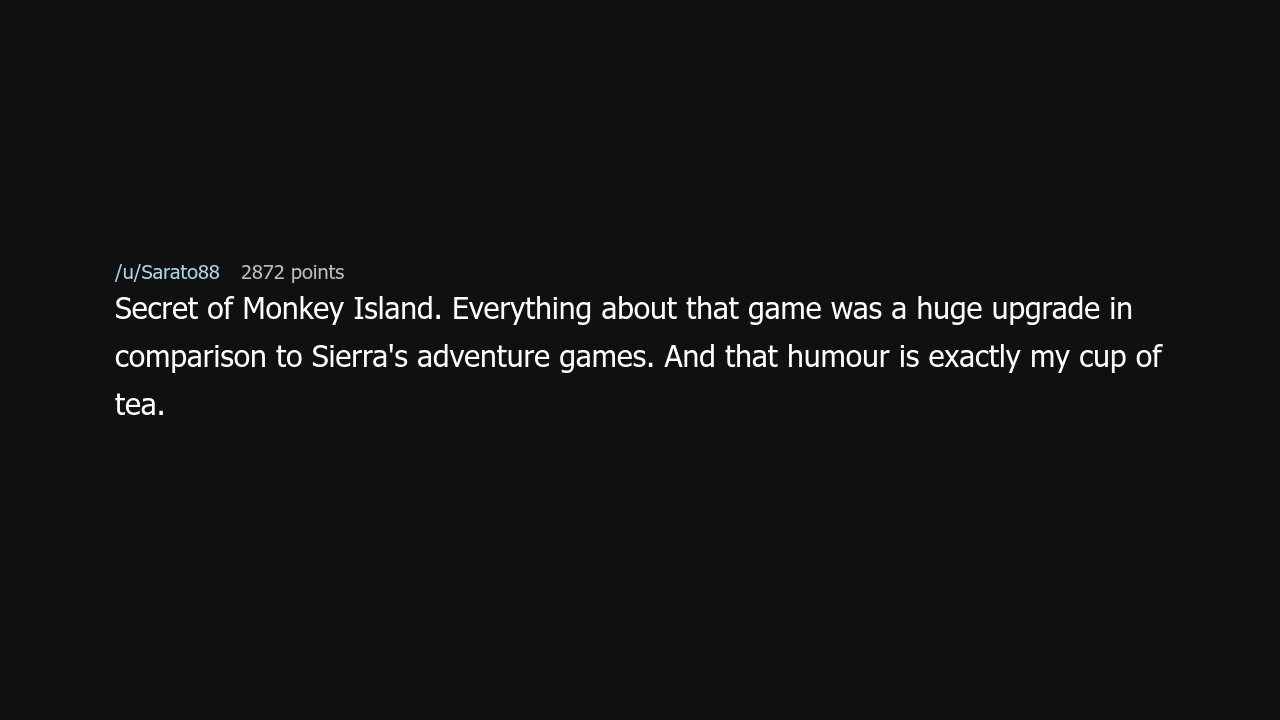 /u/Sarato88 2872 points
Secret of Monkey Island. Everything about that game was a huge upgrade in
comparison to Sierra's adventure games. And that humour is exactly my cup of
tea.